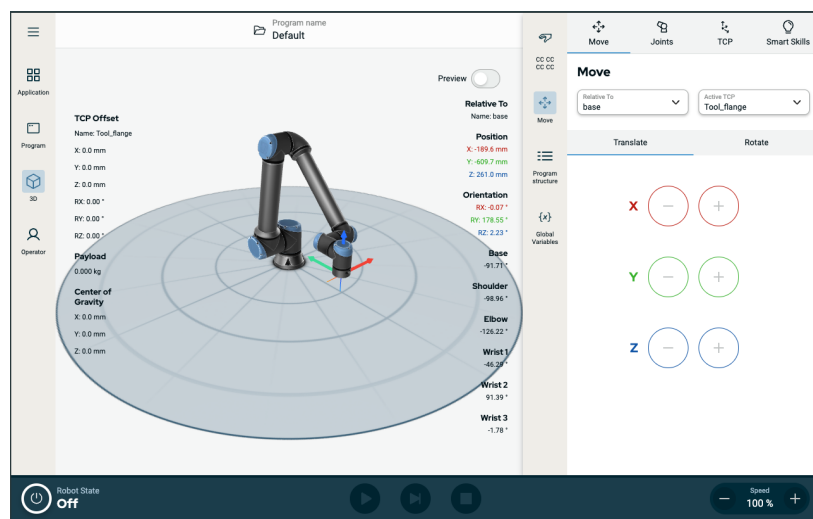 Program name
Default
Application
Program
3D
Operator
TCP Offset
Name: Tool_flange
X: 0.0 mm
Y: 0.0 mm
Z: 0.0 mm
RX: 0.00 °
RY: 0.00 °
RZ: 0.00 °
Payload
0.000 kg
Center of
Gravity
X: 0.0 mm
Y: 0.0 mm
Z: 0.0 mm
Preview
Relative To
Name: base
Position
X: -189.6 mm
Y: -609.7 mm
Z: 261.0 mm
Orientation
RX: -0.07 °
RY: 178.55 °
RZ: 2.23 °
Base
-91.71 °
Shoulder
-98.96 °
Elbow
-126.22 °
Wrist 1
-46.29 °
Wrist 2
91.39 °
Wrist 3
-1.78 °
CC CC
CC CC
Move
Program
structure
{x}
Global
Variables
Move
Joints
TCP
Smart Skills
Move
Relative To
base
Active TCP
Tool_flange
Translate
Rotate
X − +
Y − +
Z − +
Robot State
Off
Speed
− 100 % +